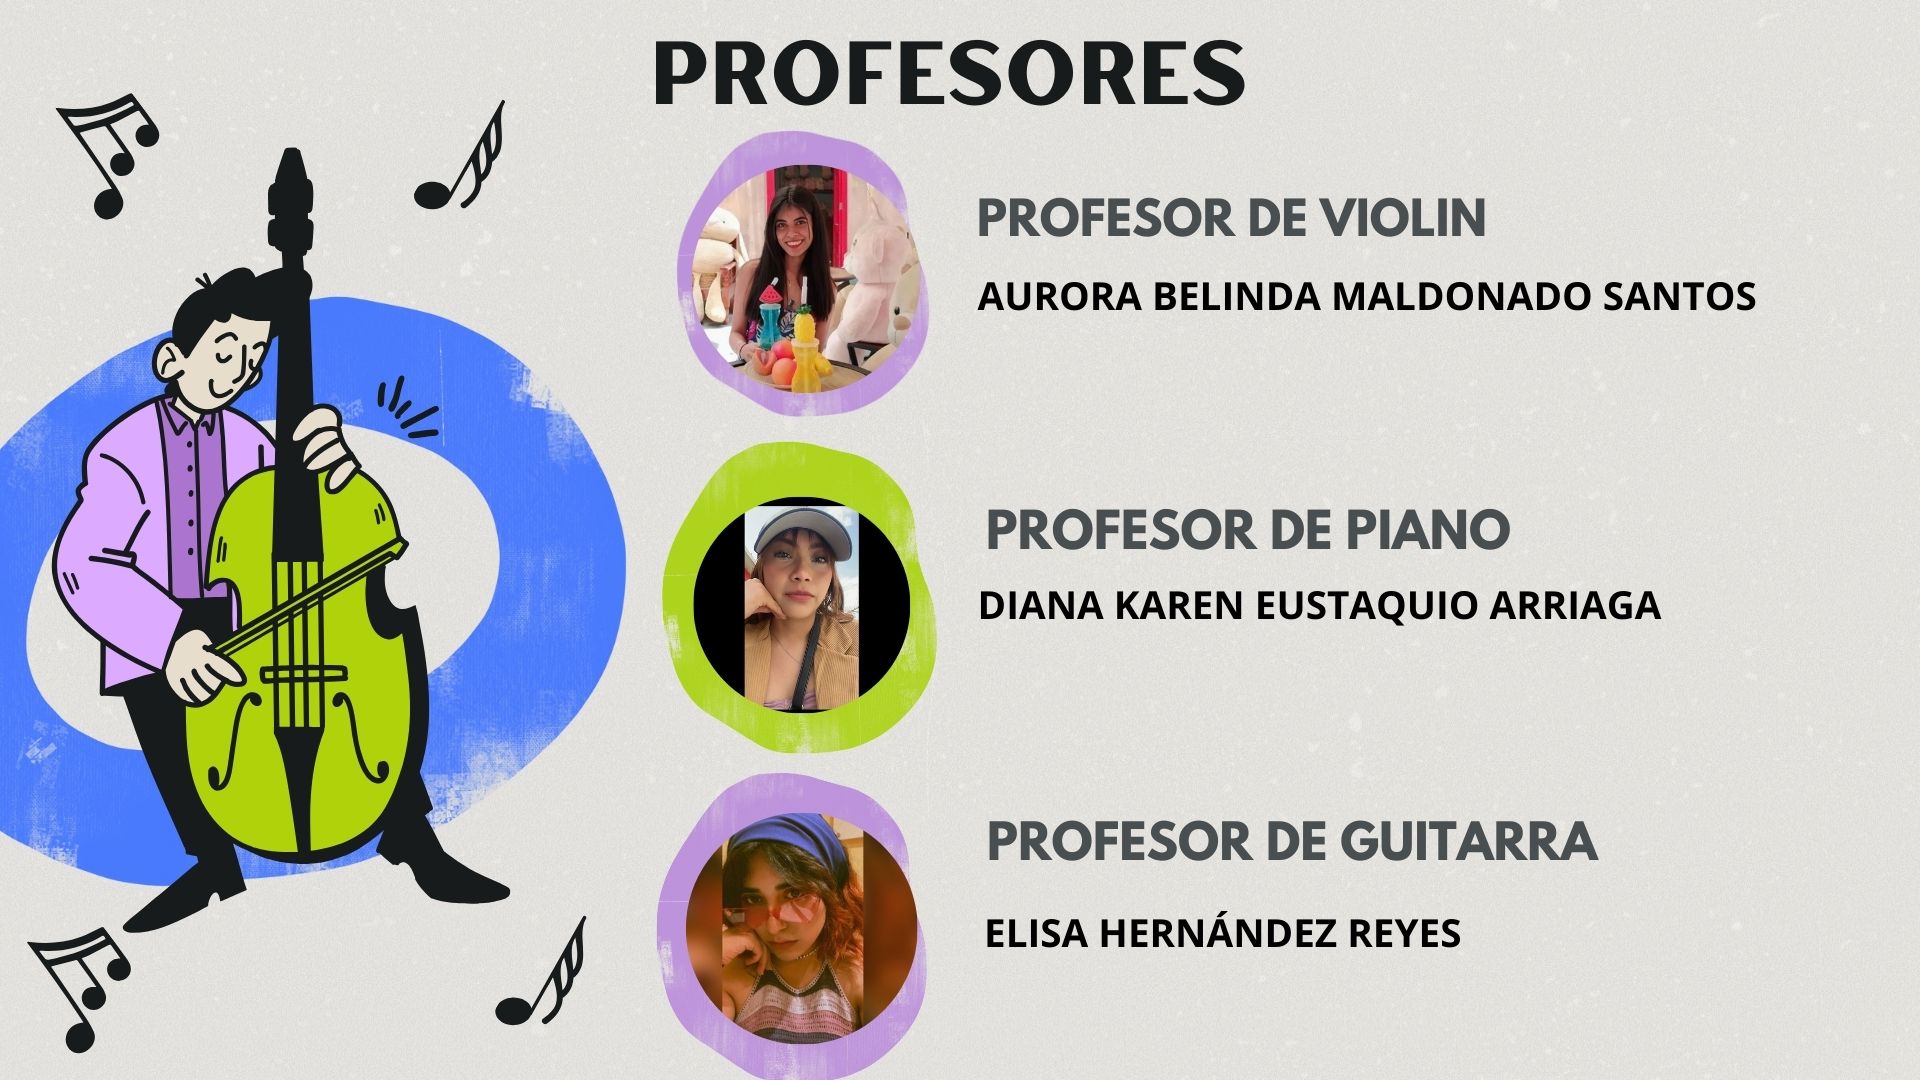 PROFESORES
PROFESOR DE VIOLIN
AURORA BELINDA MALDONADO SANTOS
PROFESOR DE PIANO
DIANA KAREN EUSTAQUIO ARRIAGA
PROFESOR DE GUITARRA
ELISA HERNÁNDEZ REYES